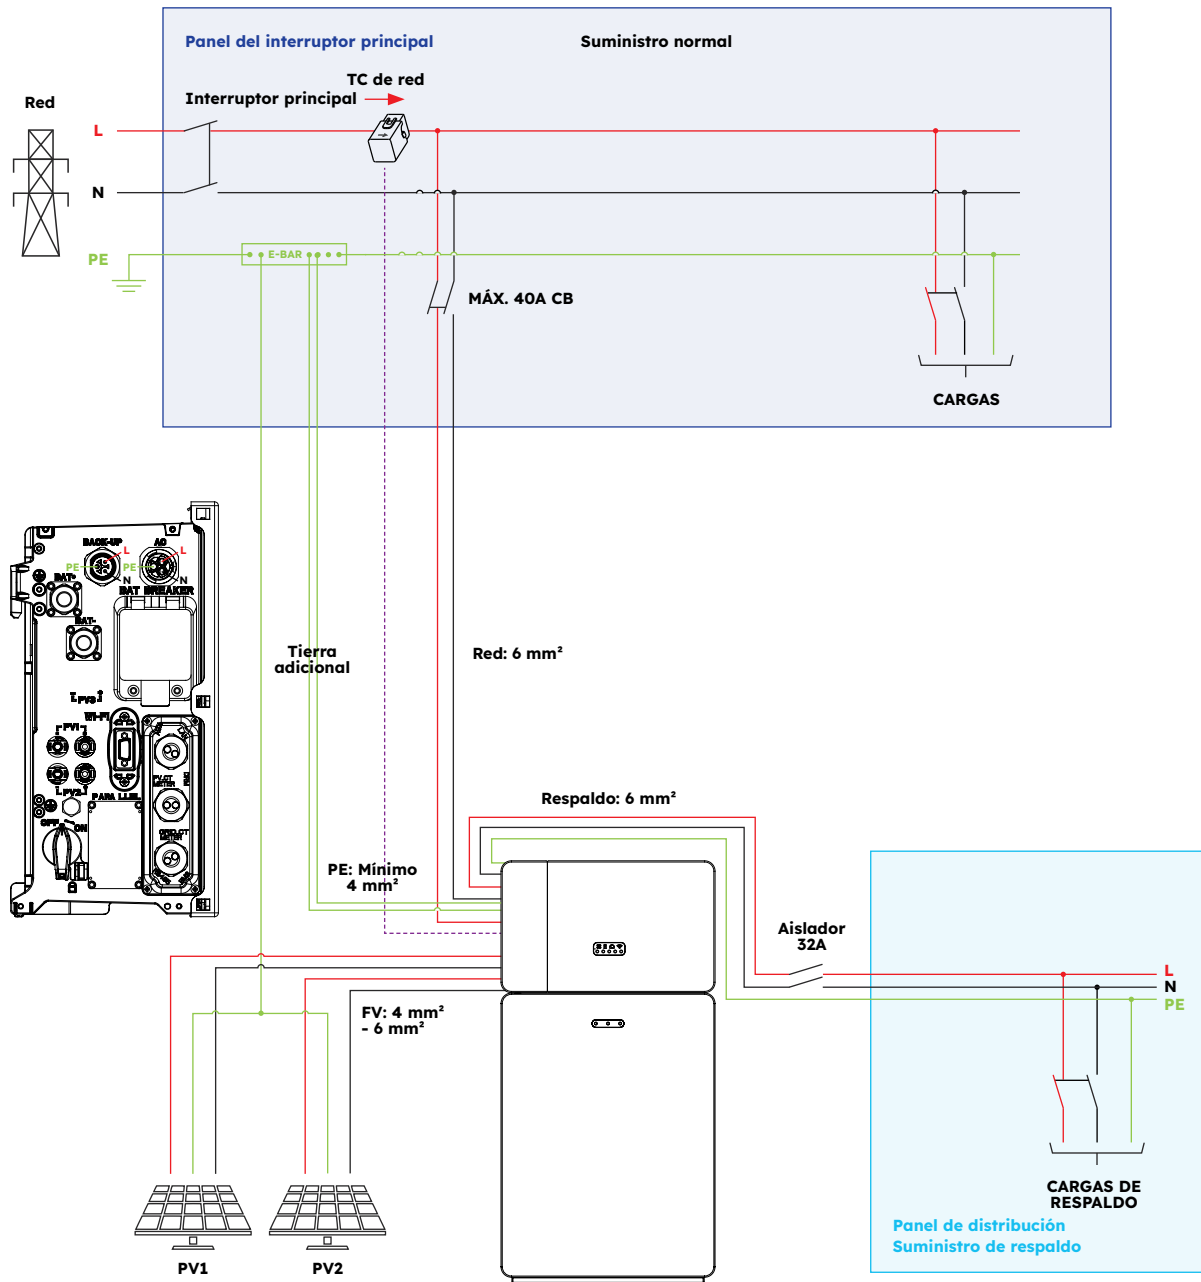 Panel del interruptor principal
Suministro normal
TC de red
Interruptor principal
Red
L
N
PE
E-BAR
MÁX. 40A CB
CARGAS
BACK-UP
AC
L
L
PE
PE
N
N
BAT+
BAT BREAKER
BAT-
PV3
WI-FI
PV1
PV2
PARA LLEL
PV.CT
METER
OFF
ON
GRID.CT
METER
Tierra
adicional
Red: 6 mm²
Respaldo: 6 mm²
PE: Mínimo
4 mm²
Aislador
32A
L
N
PE
FV: 4 mm²
- 6 mm²
CARGAS DE
RESPALDO
Panel de distribución
Suministro de respaldo
PV1
PV2